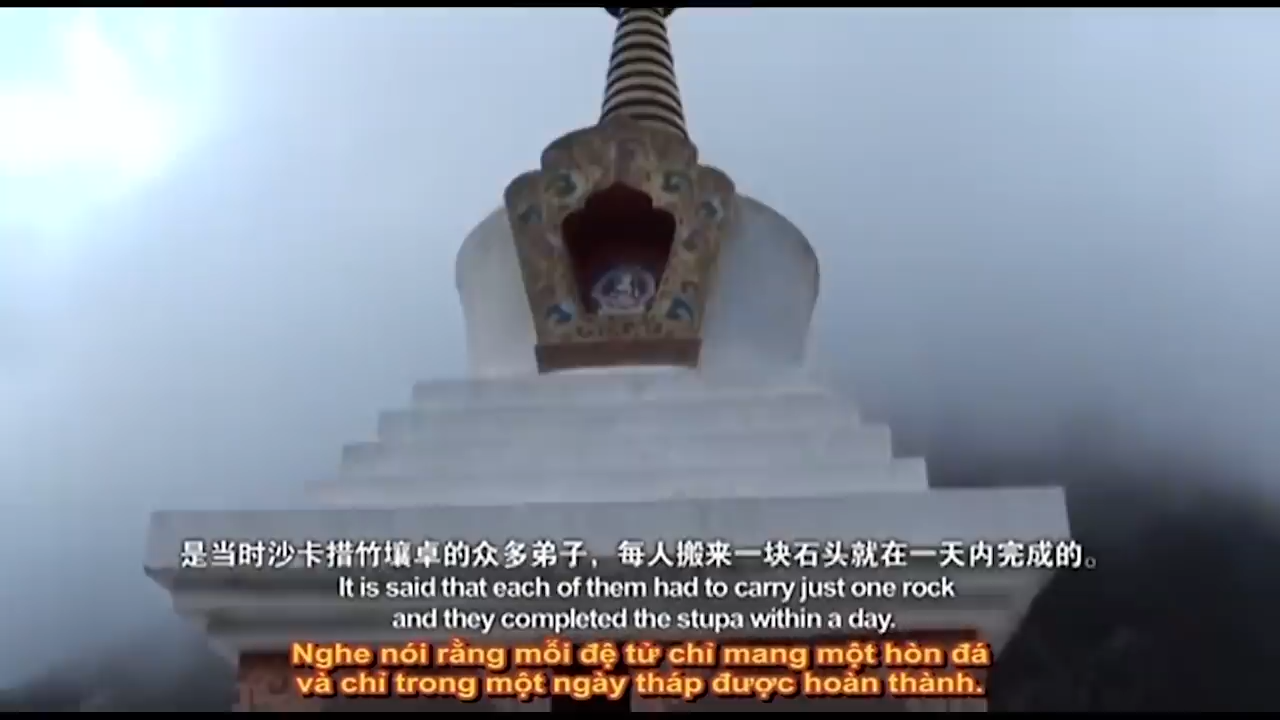 是当时沙卡措竹壤卓的众多弟子，每人搬来一块石头就在一天内完成的。
It is said that each of them had to carry just one rock
and they completed the stupa within a day.
Nghe nói rằng mỗi đệ tử chỉ mang một hòn đá
và chỉ trong một ngày tháp được hoàn thành.